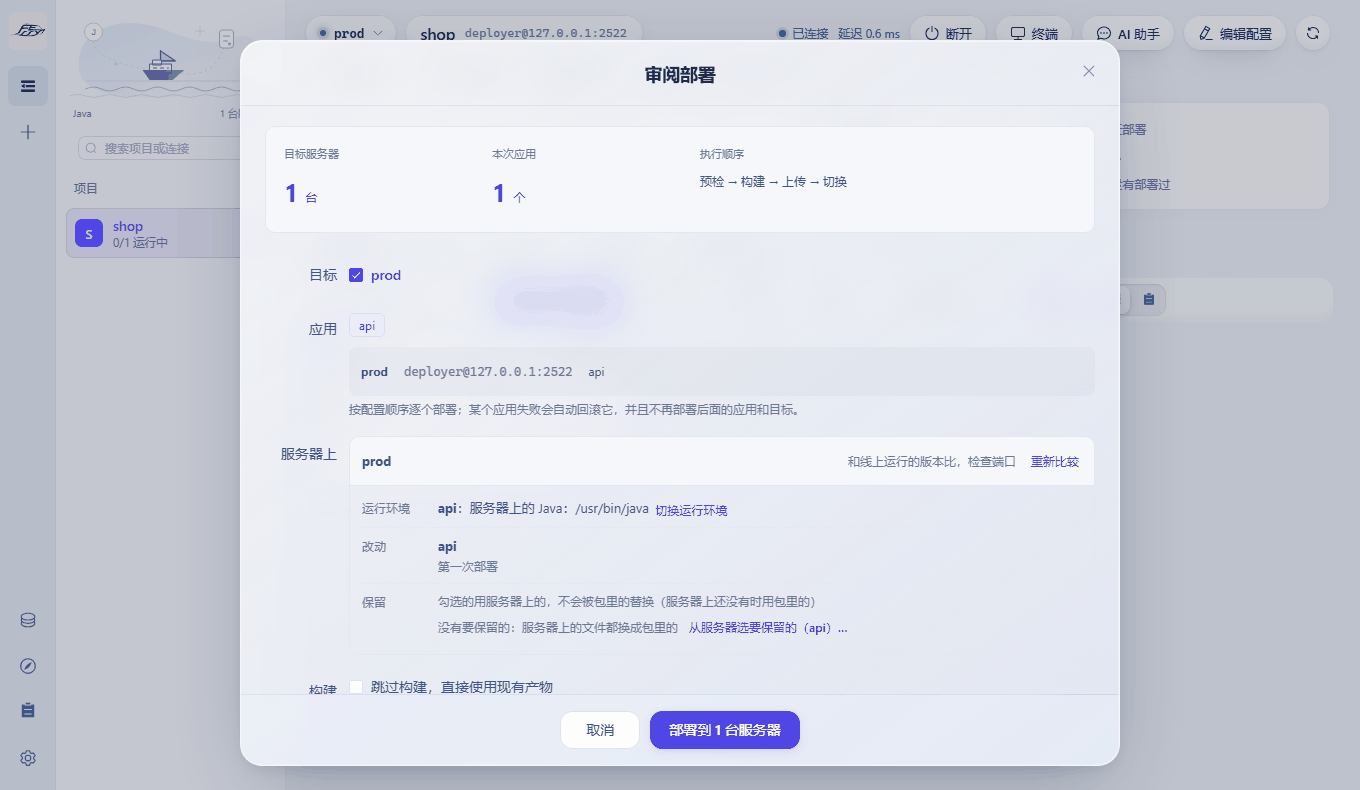 J
prod
shop deployer@127.0.0.1:2522
已连接 延迟 0.6 ms
断开
终端
AI 助手
编辑配置
Java
1 台
搜索项目或连接
项目
S
shop
0/1 运行中
部署
有部署过
审阅部署
目标服务器
1 台
本次应用
1 个
执行顺序
预检 → 构建 → 上传 → 切换
目标
prod
应用
api
prod deployer@127.0.0.1:2522 api
按配置顺序逐个部署；某个应用失败会自动回滚它，并且不再部署后面的应用和目标。
服务器上
prod
和线上运行的版本比，检查端口 重新比较
运行环境
api：服务器上的 Java：/usr/bin/java 切换运行环境
改动
api
第一次部署
保留
勾选的用服务器上的，不会被包里的替换（服务器上还没有时用包里的）
没有要保留的：服务器上的文件都换成包里的 从服务器选要保留的（api）…
构建
跳过构建，直接使用现有产物
取消
部署到 1 台服务器